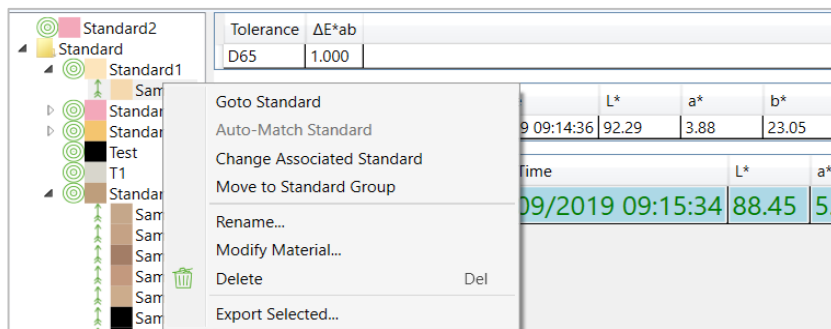 Standard2
Standard
Standard1
Sam
Standar
Standar
Test
T1
Standar
Sam
Sam
Sam
Sam
Sam
Sam
Tolerance ΔE*ab
D65 1.000
L* a* b*
9 09:14:36 92.29 3.88 23.05
Time L* a*
09/2019 09:15:34 88.45 5.
Goto Standard
Auto-Match Standard
Change Associated Standard
Move to Standard Group
Rename...
Modify Material...
Delete Del
Export Selected...